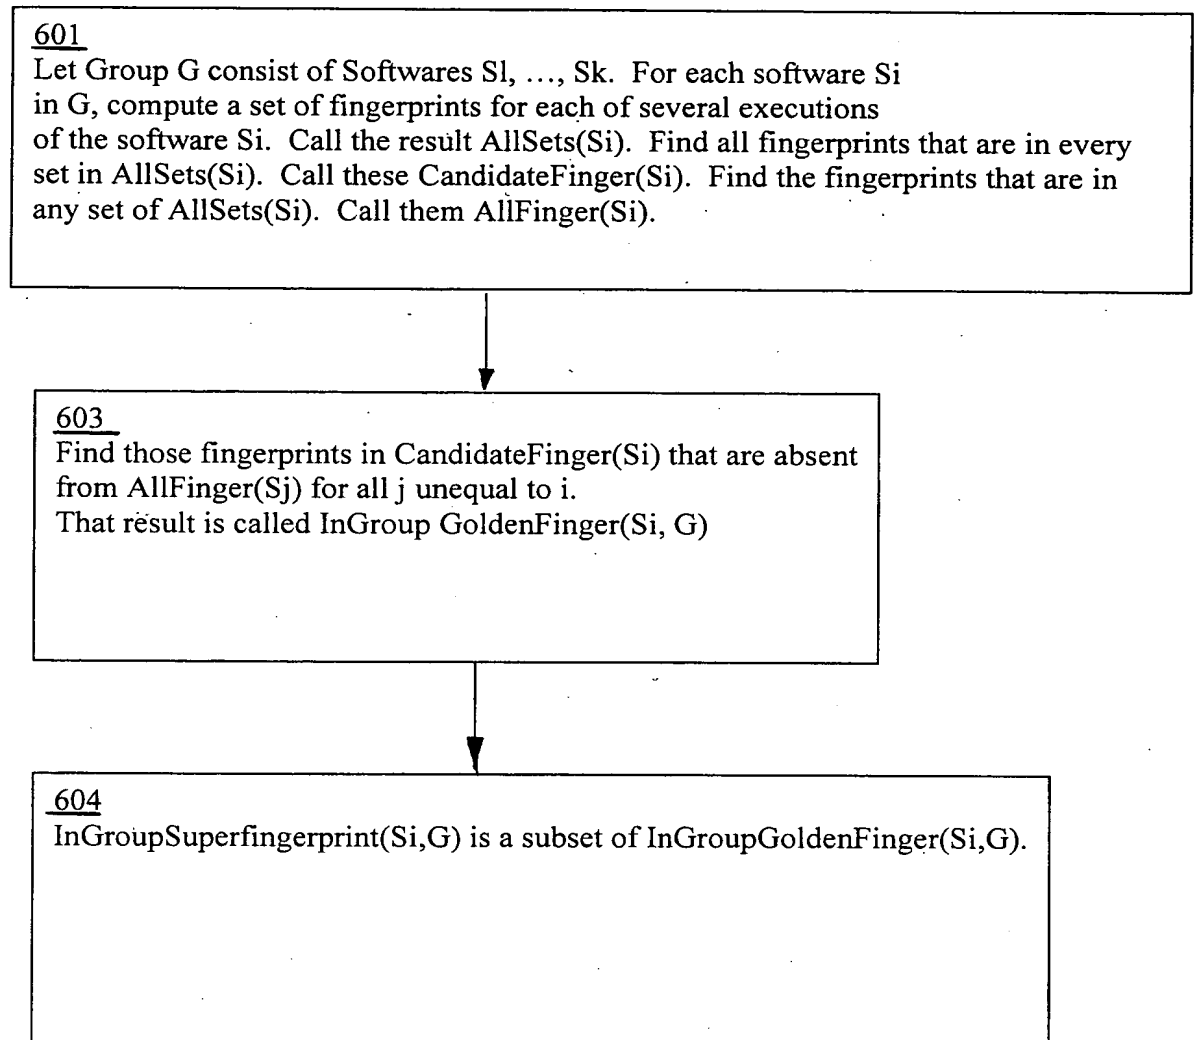 601
Let Group G consist of Softwares Sl, ..., Sk. For each software Si
in G, compute a set of fingerprints for each of several executions
of the software Si. Call the result AllSets(Si). Find all fingerprints that are in every
set in AllSets(Si). Call these CandidateFinger(Si). Find the fingerprints that are in
any set of AllSets(Si). Call them AllFinger(Si).
603
Find those fingerprints in CandidateFinger(Si) that are absent
from AllFinger(Sj) for all j unequal to i.
That result is called InGroup GoldenFinger(Si, G)
604
InGroupSuperfingerprint(Si,G) is a subset of InGroupGoldenFinger(Si,G).